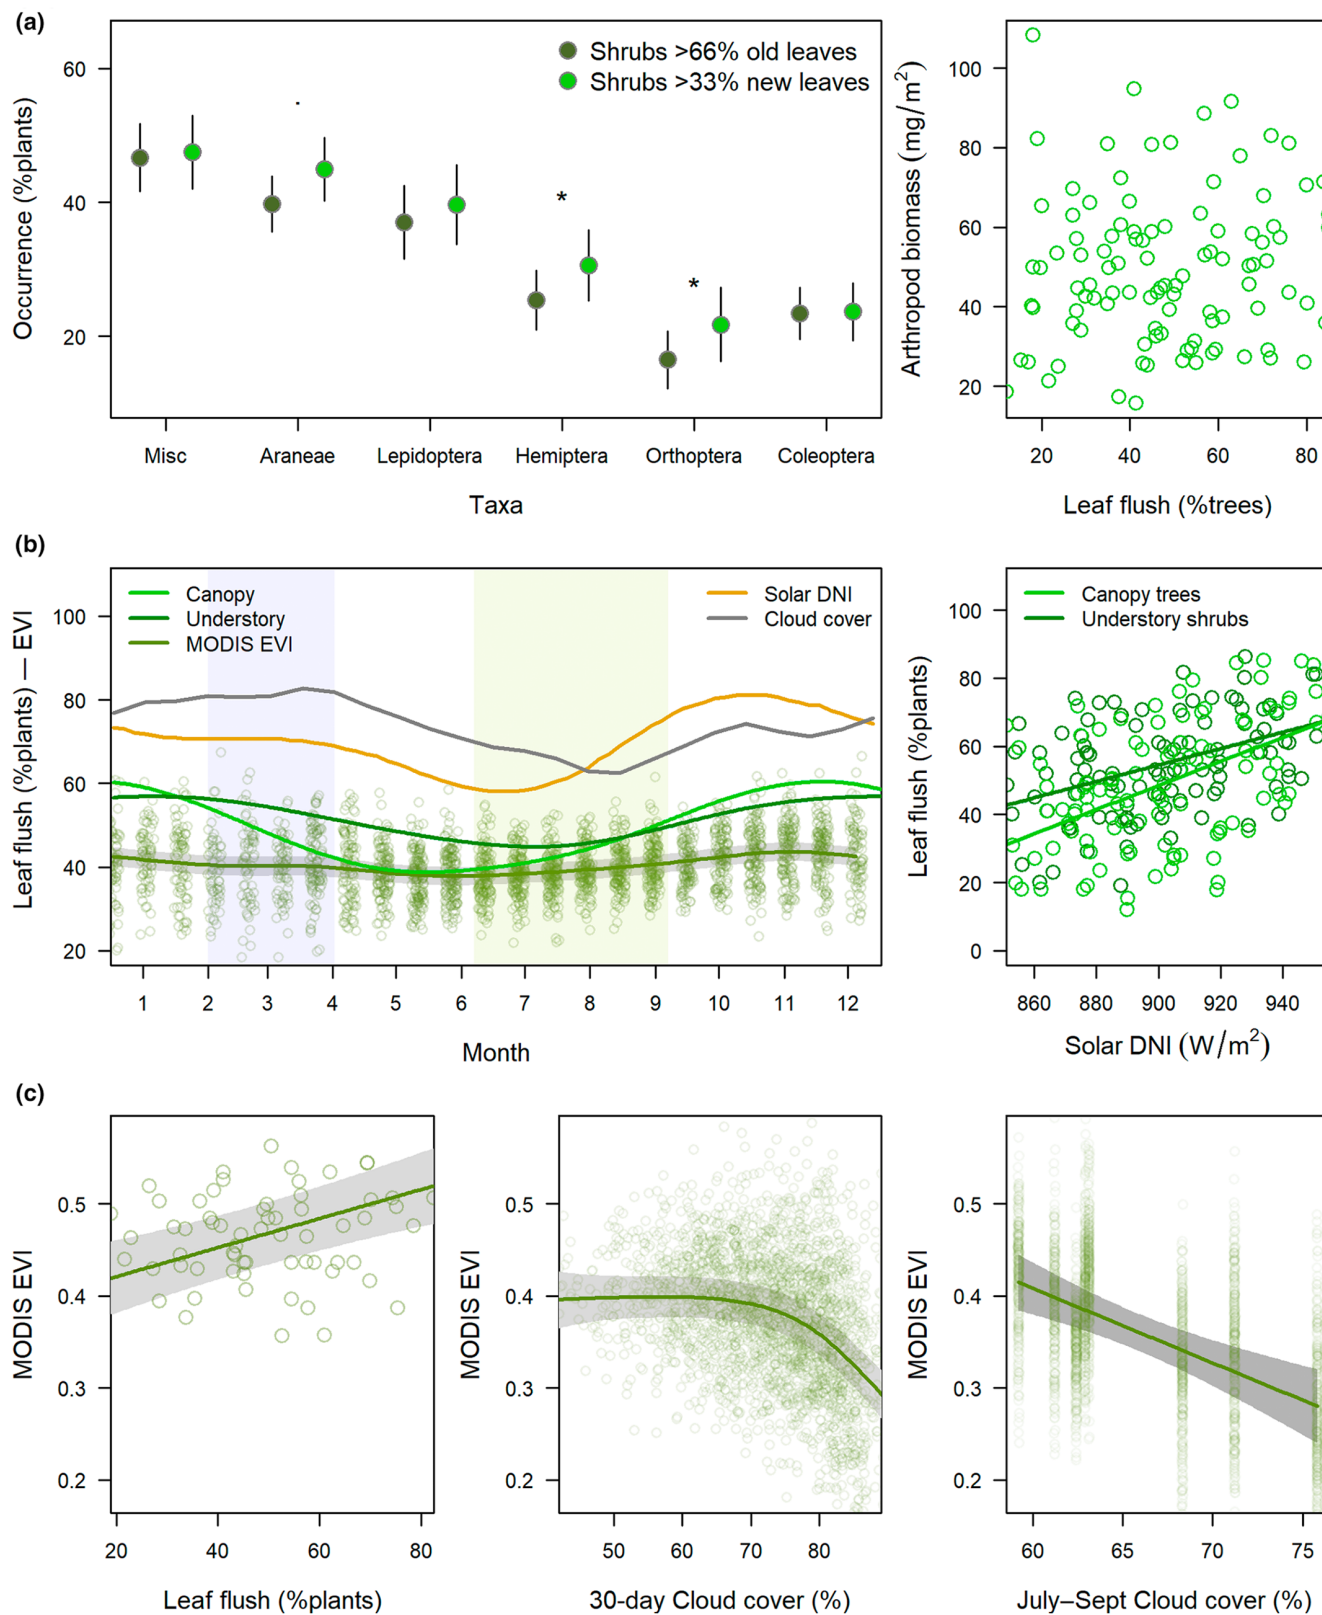 (a)
Occurrence (%plants)
60
40
20
Shrubs >66% old leaves
Shrubs >33% new leaves
.
*
*
Misc Araneae Lepidoptera Hemiptera Orthoptera Coleoptera
Taxa
Arthropod biomass (mg/m²)
100
80
60
40
20
20 40 60 80
Leaf flush (%trees)
(b)
Leaf flush (%plants) — EVI
100
80
60
40
20
Canopy
Understory
MODIS EVI
Solar DNI
Cloud cover
1 2 3 4 5 6 7 8 9 10 11 12
Month
Leaf flush (%plants)
100
80
60
40
20
0
Canopy trees
Understory shrubs
860 880 900 920 940
Solar DNI (W/m²)
(c)
MODIS EVI
0.5
0.4
0.3
0.2
20 40 60 80
Leaf flush (%plants)
MODIS EVI
0.5
0.4
0.3
0.2
50 60 70 80
30-day Cloud cover (%)
MODIS EVI
0.5
0.4
0.3
0.2
60 65 70 75
July–Sept Cloud cover (%)